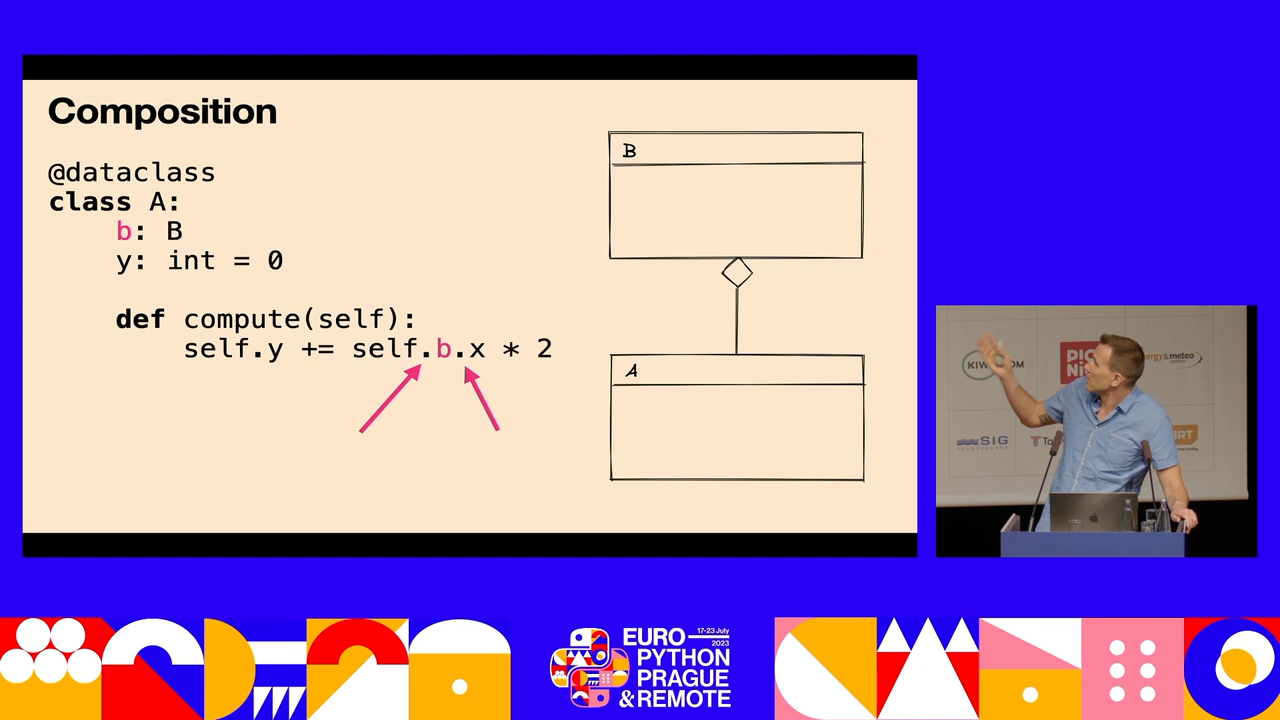 Composition
@dataclass
class A:
    b: B
    y: int = 0
    def compute(self):
        self.y += self.b.x * 2
B
A
SIG
EURO
17-23 July
2023
PYTHON
PRAGUE
& REMOTE